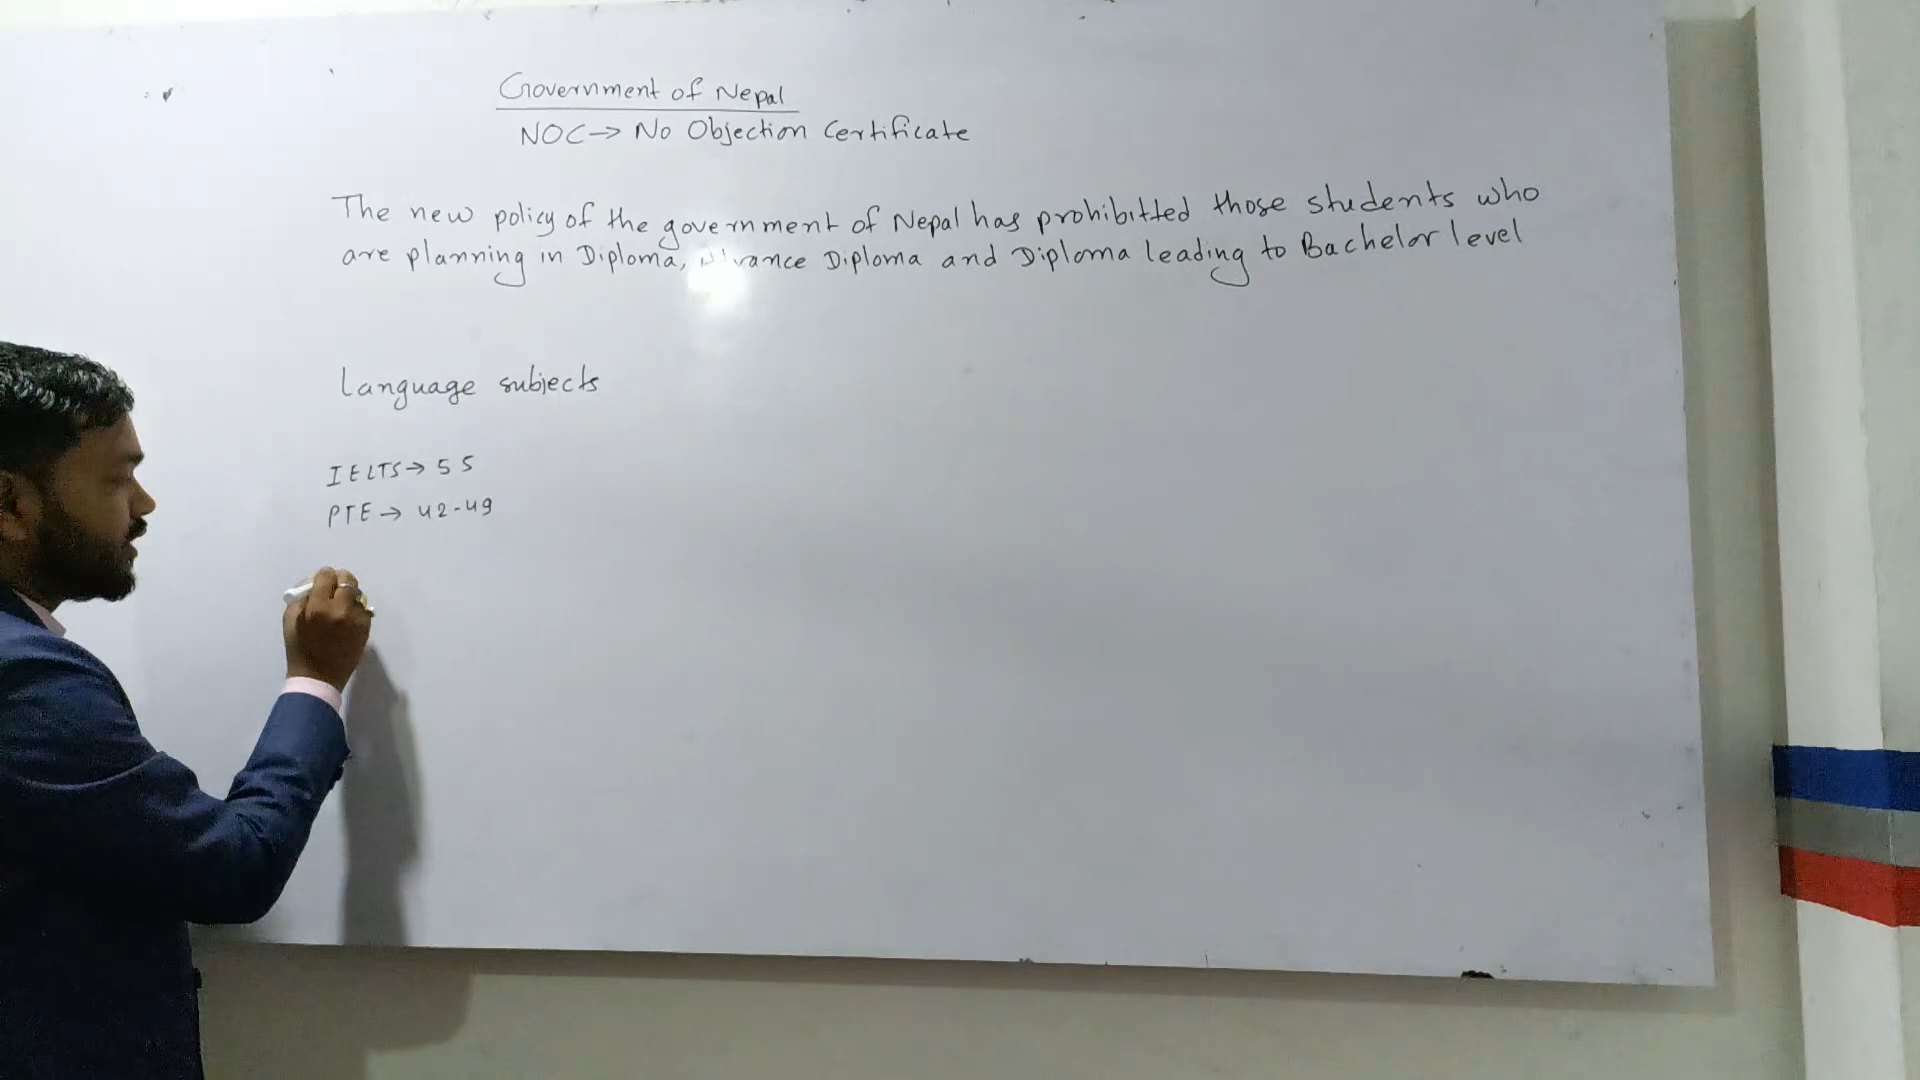 Government of Nepal
NOC→ No Objection Certificate
The new policy of the government of Nepal has prohibitted those students who
are planning in Diploma, Diploma and Diploma leading to Bachelor level
Language subjects
IELTS→ 5 5
PTE→ 42-49